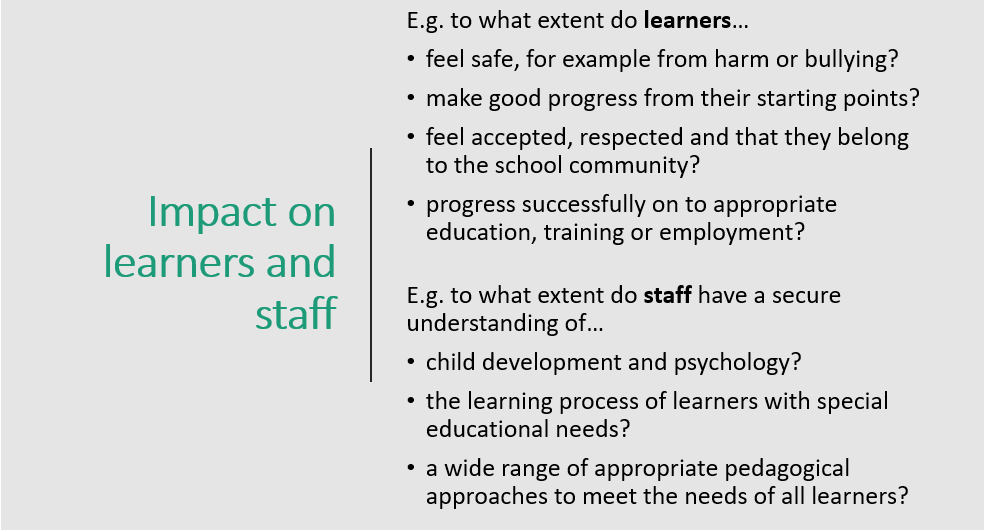 Impact on
learners and
staff
E.g. to what extent do learners…
• feel safe, for example from harm or bullying?
• make good progress from their starting points?
• feel accepted, respected and that they belong
to the school community?
• progress successfully on to appropriate
education, training or employment?
E.g. to what extent do staff have a secure
understanding of…
• child development and psychology?
• the learning process of learners with special
educational needs?
• a wide range of appropriate pedagogical
approaches to meet the needs of all learners?